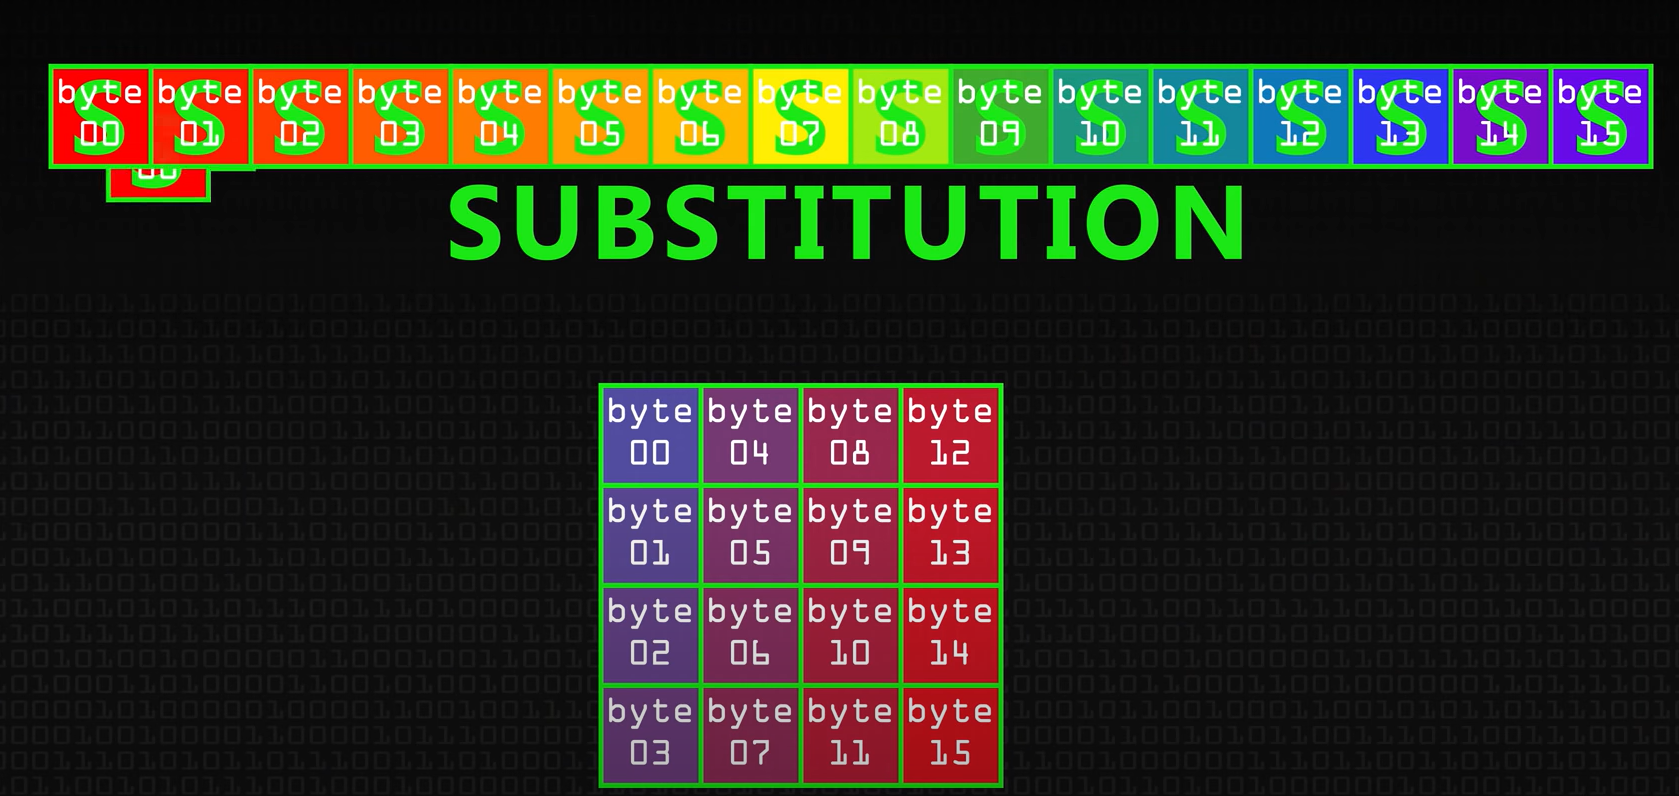 byte byte byte byte byte byte byte byte byte byte byte byte byte byte byte byte
S S S S S S S S S S S S S S S S
00 01 02 03 04 05 06 07 08 09 10 11 12 13 14 15
SUBSTITUTION
byte byte byte byte
00 04 08 12
byte byte byte byte
01 05 09 13
byte byte byte byte
02 06 10 14
byte byte byte byte
03 07 11 15